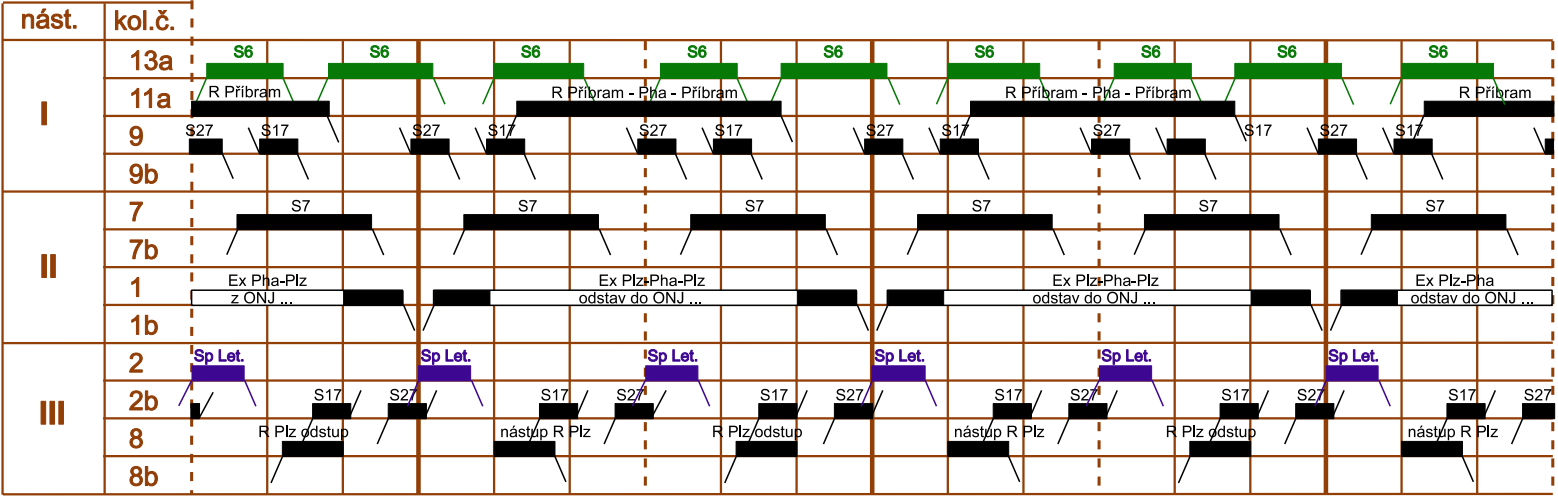 nást. kol.č.
I
13a S6 S6 S6 S6 S6 S6 S6 S6 S6
11a R Příbram R Příbram - Pha - Příbram R Příbram - Pha - Příbram R Příbram
9 S27 S17 S27 S17 S27 S17 S27 S17 S27 S17 S27 S17
9b
II
7 S7 S7 S7 S7 S7 S7
7b
Ex Pha-Plz Ex Plz-Pha-Plz Ex Plz-Pha-Plz Ex Plz-Pha
1 z ONJ ... odstav do ONJ ... odstav do ONJ ... odstav do ONJ ...
1b
III
2 Sp Let. Sp Let. Sp Let. Sp Let. Sp Let. Sp Let.
2b S17 S27 S17 S27 S17 S27 S17 S27 S17 S27 S17 S27
8 R Plz odstup nástup R Plz R Plz odstup nástup R Plz R Plz odstup nástup R Plz
8b